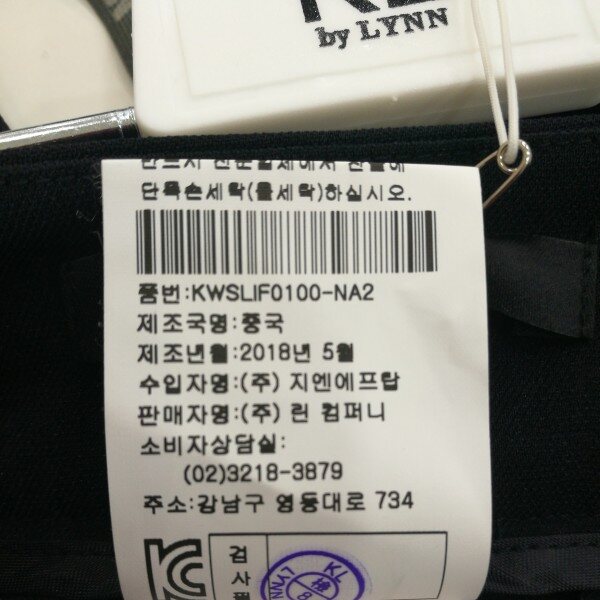 by LYNN
단독손세탁(물세탁)하십시오.
품번:KWSLIF0100-NA2
제조국명:중국
제조년월:2018년 5월
수입자명:(주) 지엔에프탑
판매자명:(주) 린 컴퍼니
소비자상담실:
(02)3218-3879
주소:강남구 영동대로 734
검사필
KL